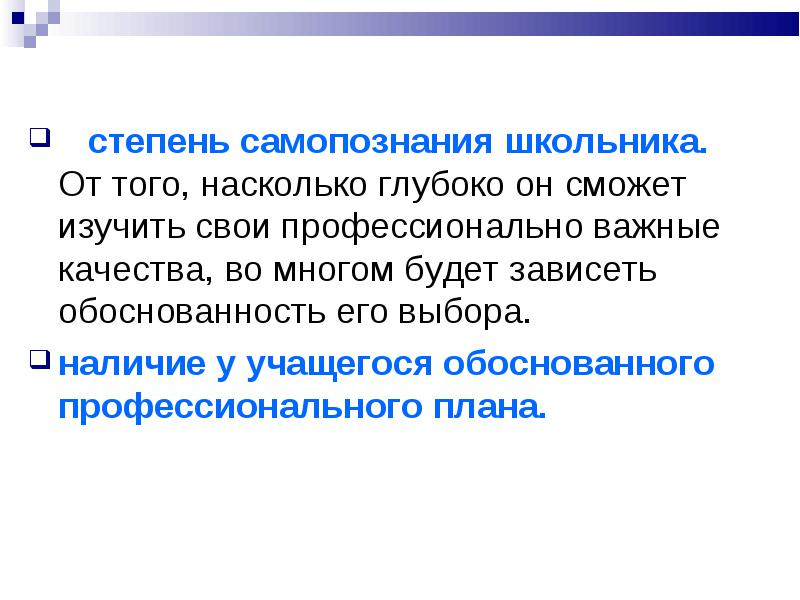 степень самопознания школьника.
От того, насколько глубоко он сможет
изучить свои профессионально важные
качества, во многом будет зависеть
обоснованность его выбора.
наличие у учащегося обоснованного
профессионального плана.